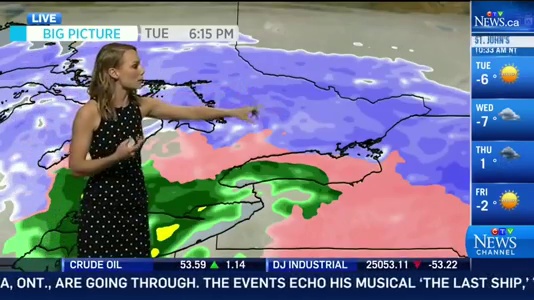 LIVE
BIG PICTURE TUE 6:15 PM
CTV
NEWS.ca
ST. JOHN'S
10:33 AM NT
TUE
-6°
WED
-7°
THU
1°
FRI
-2°
CTV
NEWS
CHANNEL
CRUDE OIL 53.59 ▲ 1.14 DJ INDUSTRIAL 25053.11 ▼ -53.22
A, ONT., ARE GOING THROUGH. THE EVENTS ECHO HIS MUSICAL 'THE LAST SHIP,'